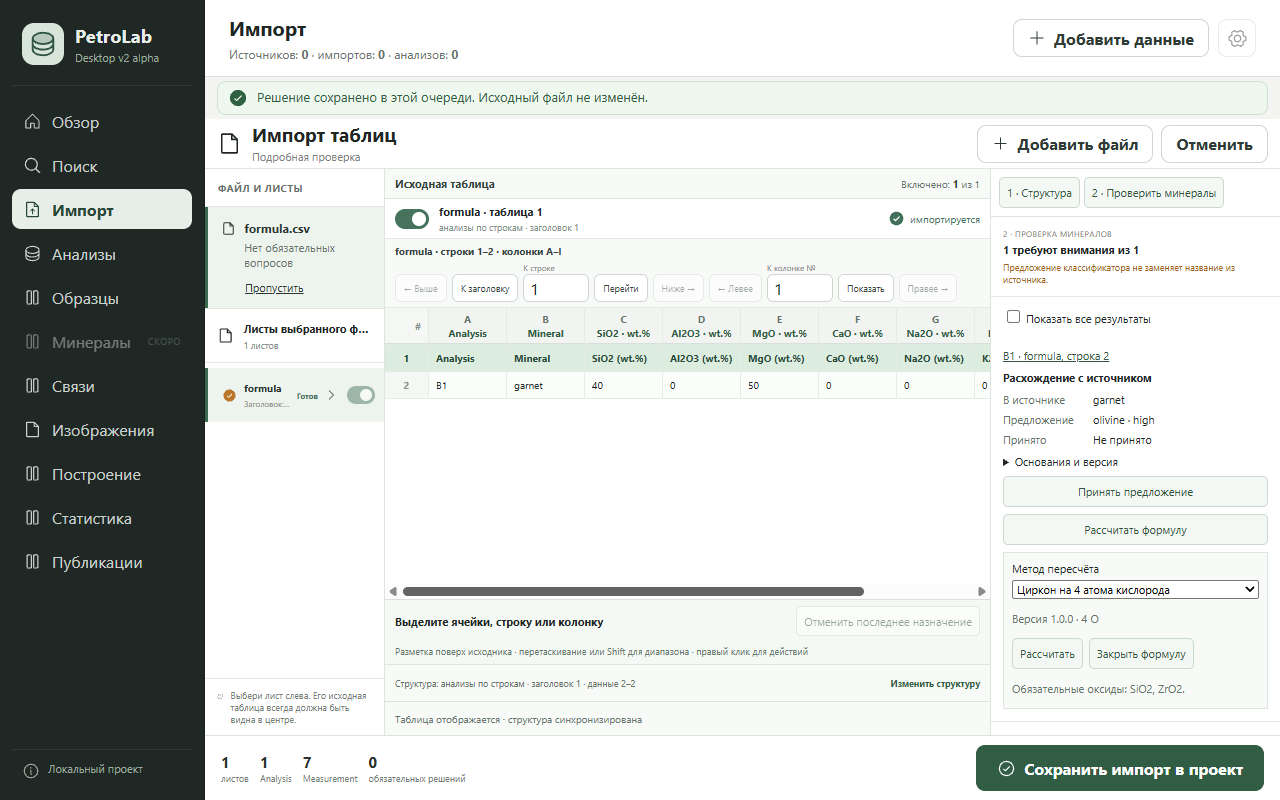 PetroLab
Desktop v2 alpha
Обзор
Поиск
Импорт
Анализы
Образцы
Минералы СКОРО
Связи
Изображения
Построение
Статистика
Публикации
Локальный проект
Импорт
Источников: 0 · импортов: 0 · анализов: 0
Добавить данные
Решение сохранено в этой очереди. Исходный файл не изменён.
Импорт таблиц
Подробная проверка
Добавить файл
Отменить
ФАЙЛ И ЛИСТЫ
formula.csv
Нет обязательных
вопросов
Пропустить
Листы выбранного ф...
1 листов
formula
Заголовок:...
Готов
Выбери лист слева. Его исходная
таблица всегда должна быть
видна в центре.
Исходная таблица
Включено: 1 из 1
formula · таблица 1
анализы по строкам · заголовок 1
импортируется
formula · строки 1–2 · колонки A–I
К строке
К колонке №
← Выше
К заголовку
1
Перейти
Ниже →
← Левее
1
Показать
Правее →
# A B C D E F G
Analysis Mineral SiO2 · wt.% Al2O3 · wt.% MgO · wt.% CaO · wt.% Na2O · wt.%
1 Analysis Mineral SiO2 (wt.%) Al2O3 (wt.%) MgO (wt.%) CaO (wt.%) Na2O (wt.%)
2 B1 garnet 40 0 50 0 0 0
Выделите ячейки, строку или колонку
Отменить последнее назначение
Разметка поверх исходника · перетаскивание или Shift для диапазона · правый клик для действий
Структура: анализы по строкам · заголовок 1 · данные 2–2
Изменить структуру
Таблица отображается · структура синхронизирована
1 · Структура
2 · Проверить минералы
2 · ПРОВЕРКА МИНЕРАЛОВ
1 требуют внимания из 1
Предложение классификатора не заменяет название из
источника.
Показать все результаты
B1 · formula, строка 2
Расхождение с источником
В источнике garnet
Предложение olivine · high
Принято Не принято
Основания и версия
Принять предложение
Рассчитать формулу
Метод пересчёта
Циркон на 4 атома кислорода
Версия 1.0.0 · 4 O
Рассчитать
Закрыть формулу
Обязательные оксиды: SiO2, ZrO2.
1 1 7 0
листов Analysis Measurement обязательных решений
Сохранить импорт в проект